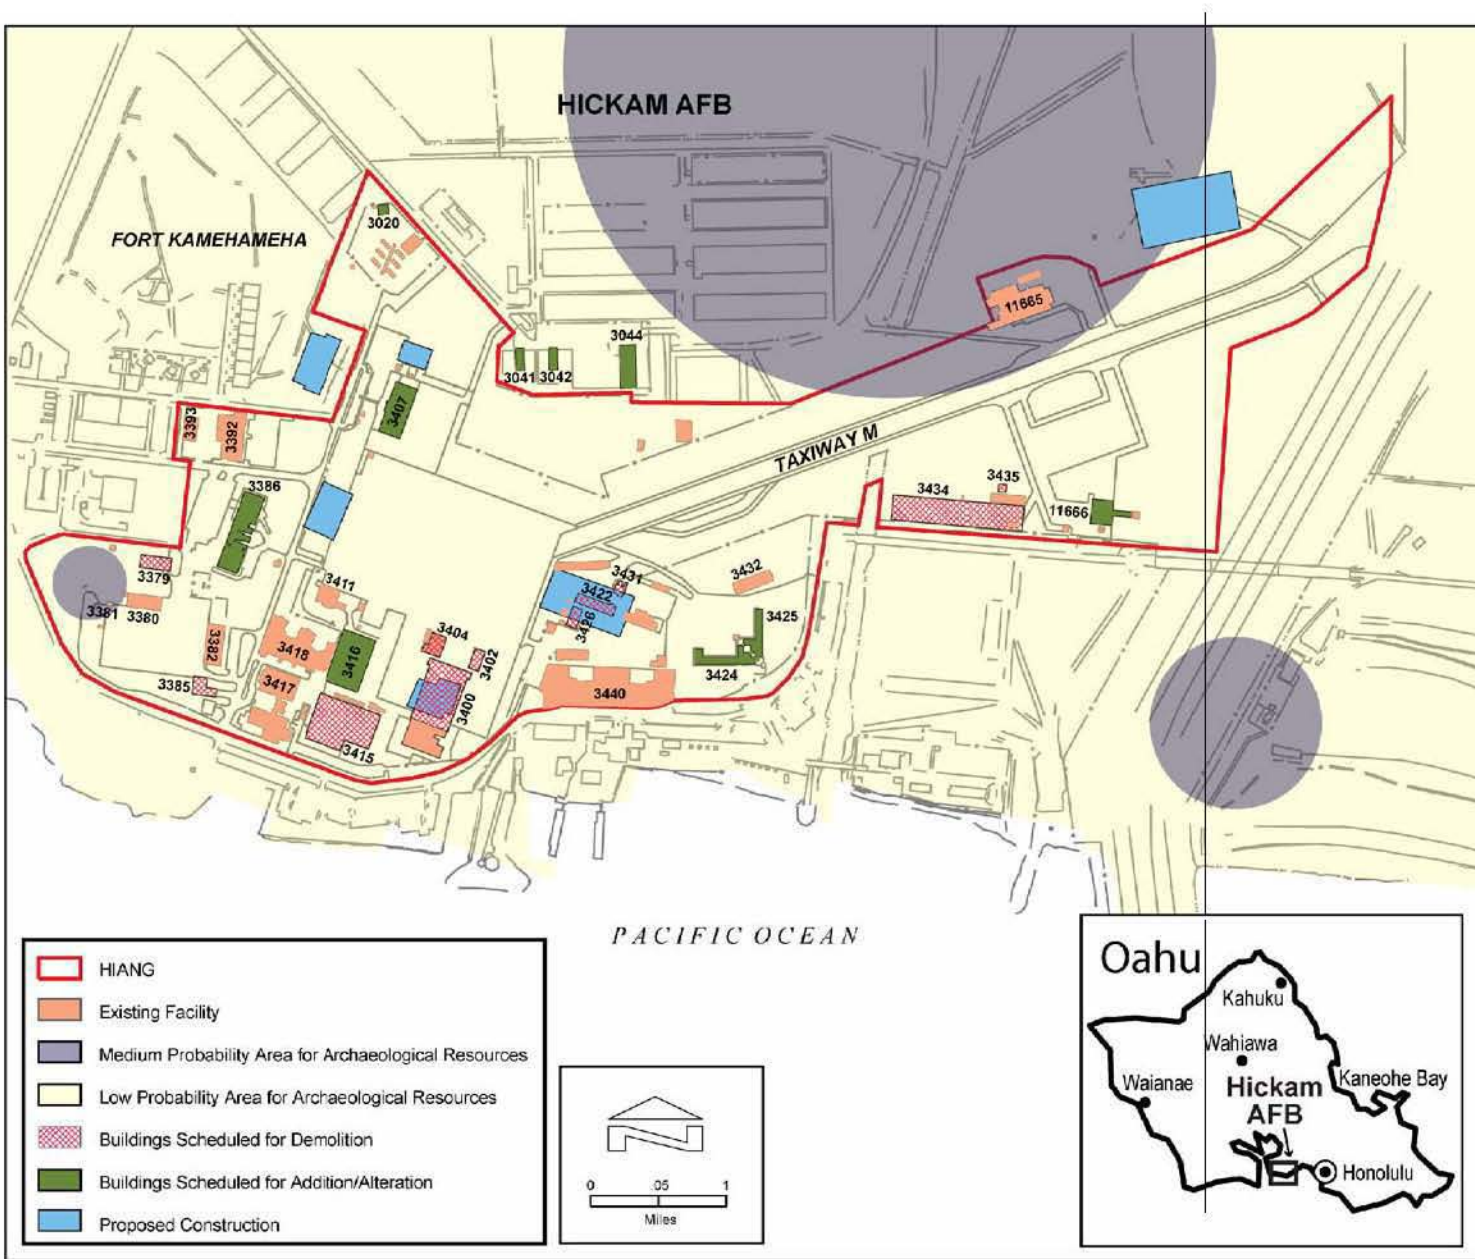 HICKAM AFB
FORT KAMEHAMEHA
3020
11665
3044
3041
3042
3407
3393
3392
TAXIWAY M
3386
3434
3435
11666
3379
3381
3380
3382
3385
3411
3418
3417
3416
3415
3404
3402
3400
3431
3422
3426
3432
3425
3424
3440
PACIFIC OCEAN
HIANG
Existing Facility
Medium Probability Area for Archaeological Resources
Low Probability Area for Archaeological Resources
Buildings Scheduled for Demolition
Buildings Scheduled for Addition/Alteration
Proposed Construction
0 .05 1
Miles
Oahu
Kahuku
Wahiawa
Waianae
Kaneohe Bay
Hickam
AFB
Honolulu